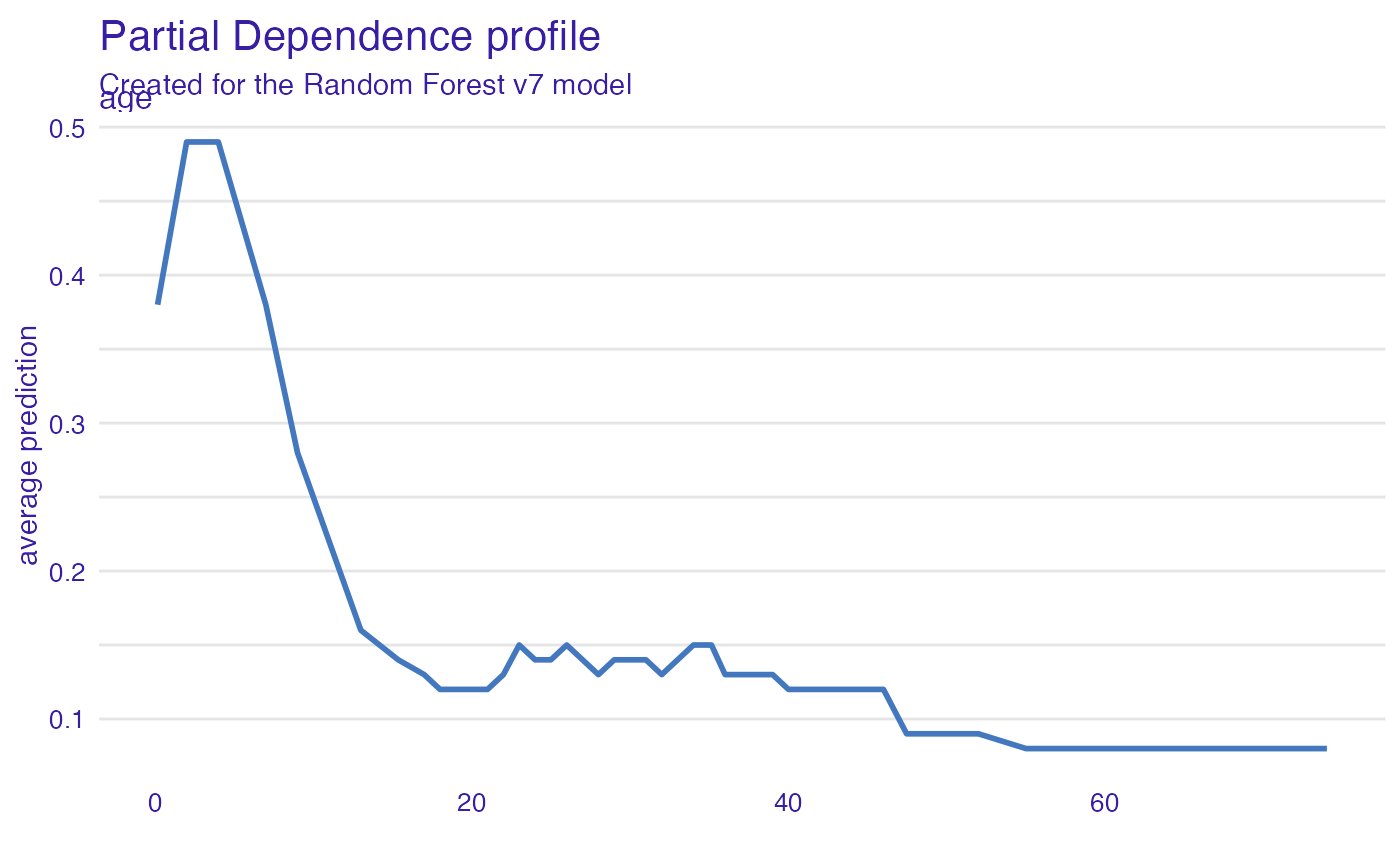 Partial Dependence profile
Created for the Random Forest v7 model
age
0.5
0.4
0.3
0.2
0.1
average prediction
0 20 40 60